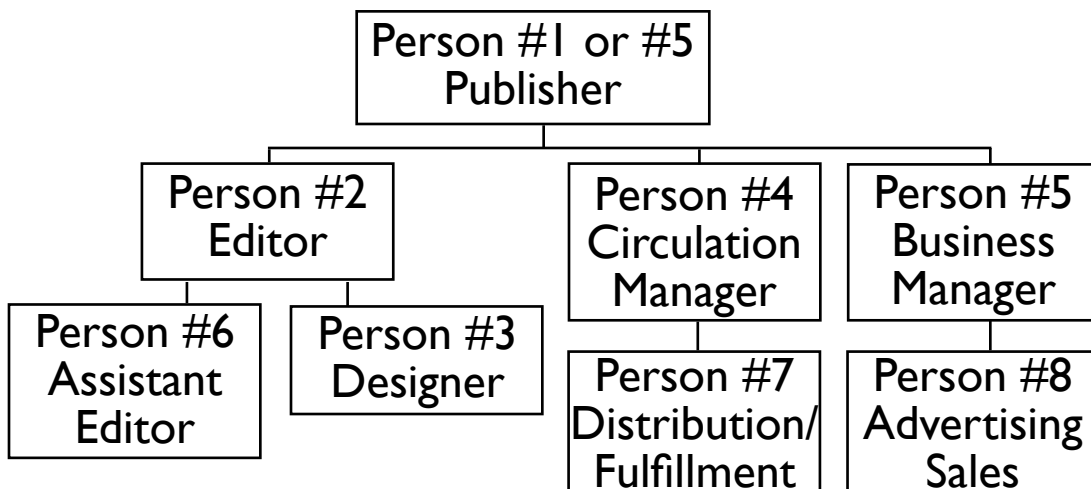 Person #1 or #5
Publisher
Person #2
Editor
Person #4
Circulation
Manager
Person #5
Business
Manager
Person #6
Assistant
Editor
Person #3
Designer
Person #7
Distribution/
Fulfillment
Person #8
Advertising
Sales